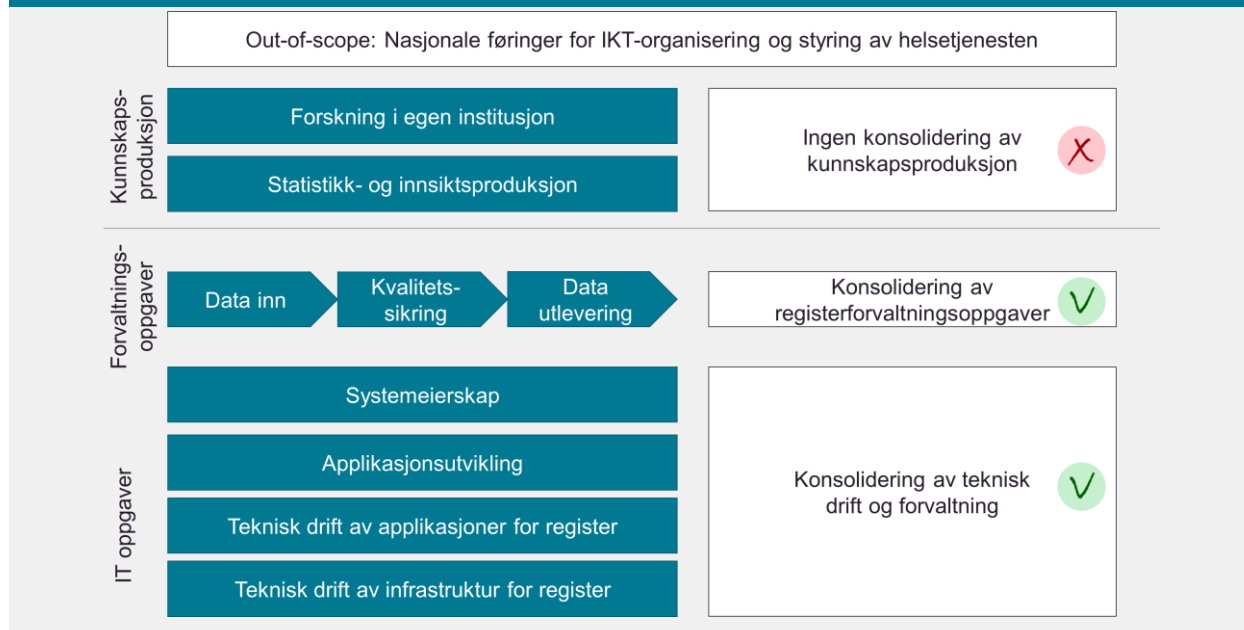 Out-of-scope: Nasjonale føringer for IKT-organisering og styring av helsetjenesten
Kunnskaps-
produksjon
Forskning i egen institusjon
Statistikk- og innsiktsproduksjon
Ingen konsolidering av
kunnskapsproduksjon
X
Forvaltnings-
oppgaver
Data inn
Kvalitets-
sikring
Data
utlevering
Konsolidering av
registerforvaltningsoppgaver
V
IT oppgaver
Systemeierskap
Applikasjonsutvikling
Teknisk drift av applikasjoner for register
Teknisk drift av infrastruktur for register
Konsolidering av teknisk
drift og forvaltning
V